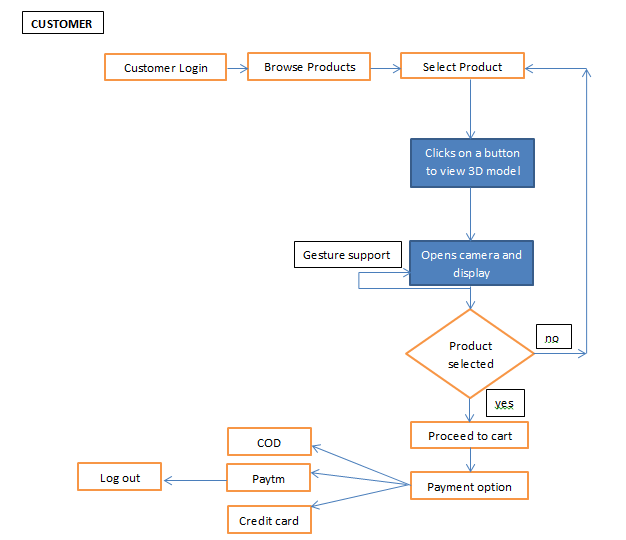 CUSTOMER
Customer Login
Browse Products
Select Product
Clicks on a button
to view 3D model
Gesture support
Opens camera and
display
Product
selected
no
yes
Proceed to cart
COD
Log out
Paytm
Payment option
Credit card